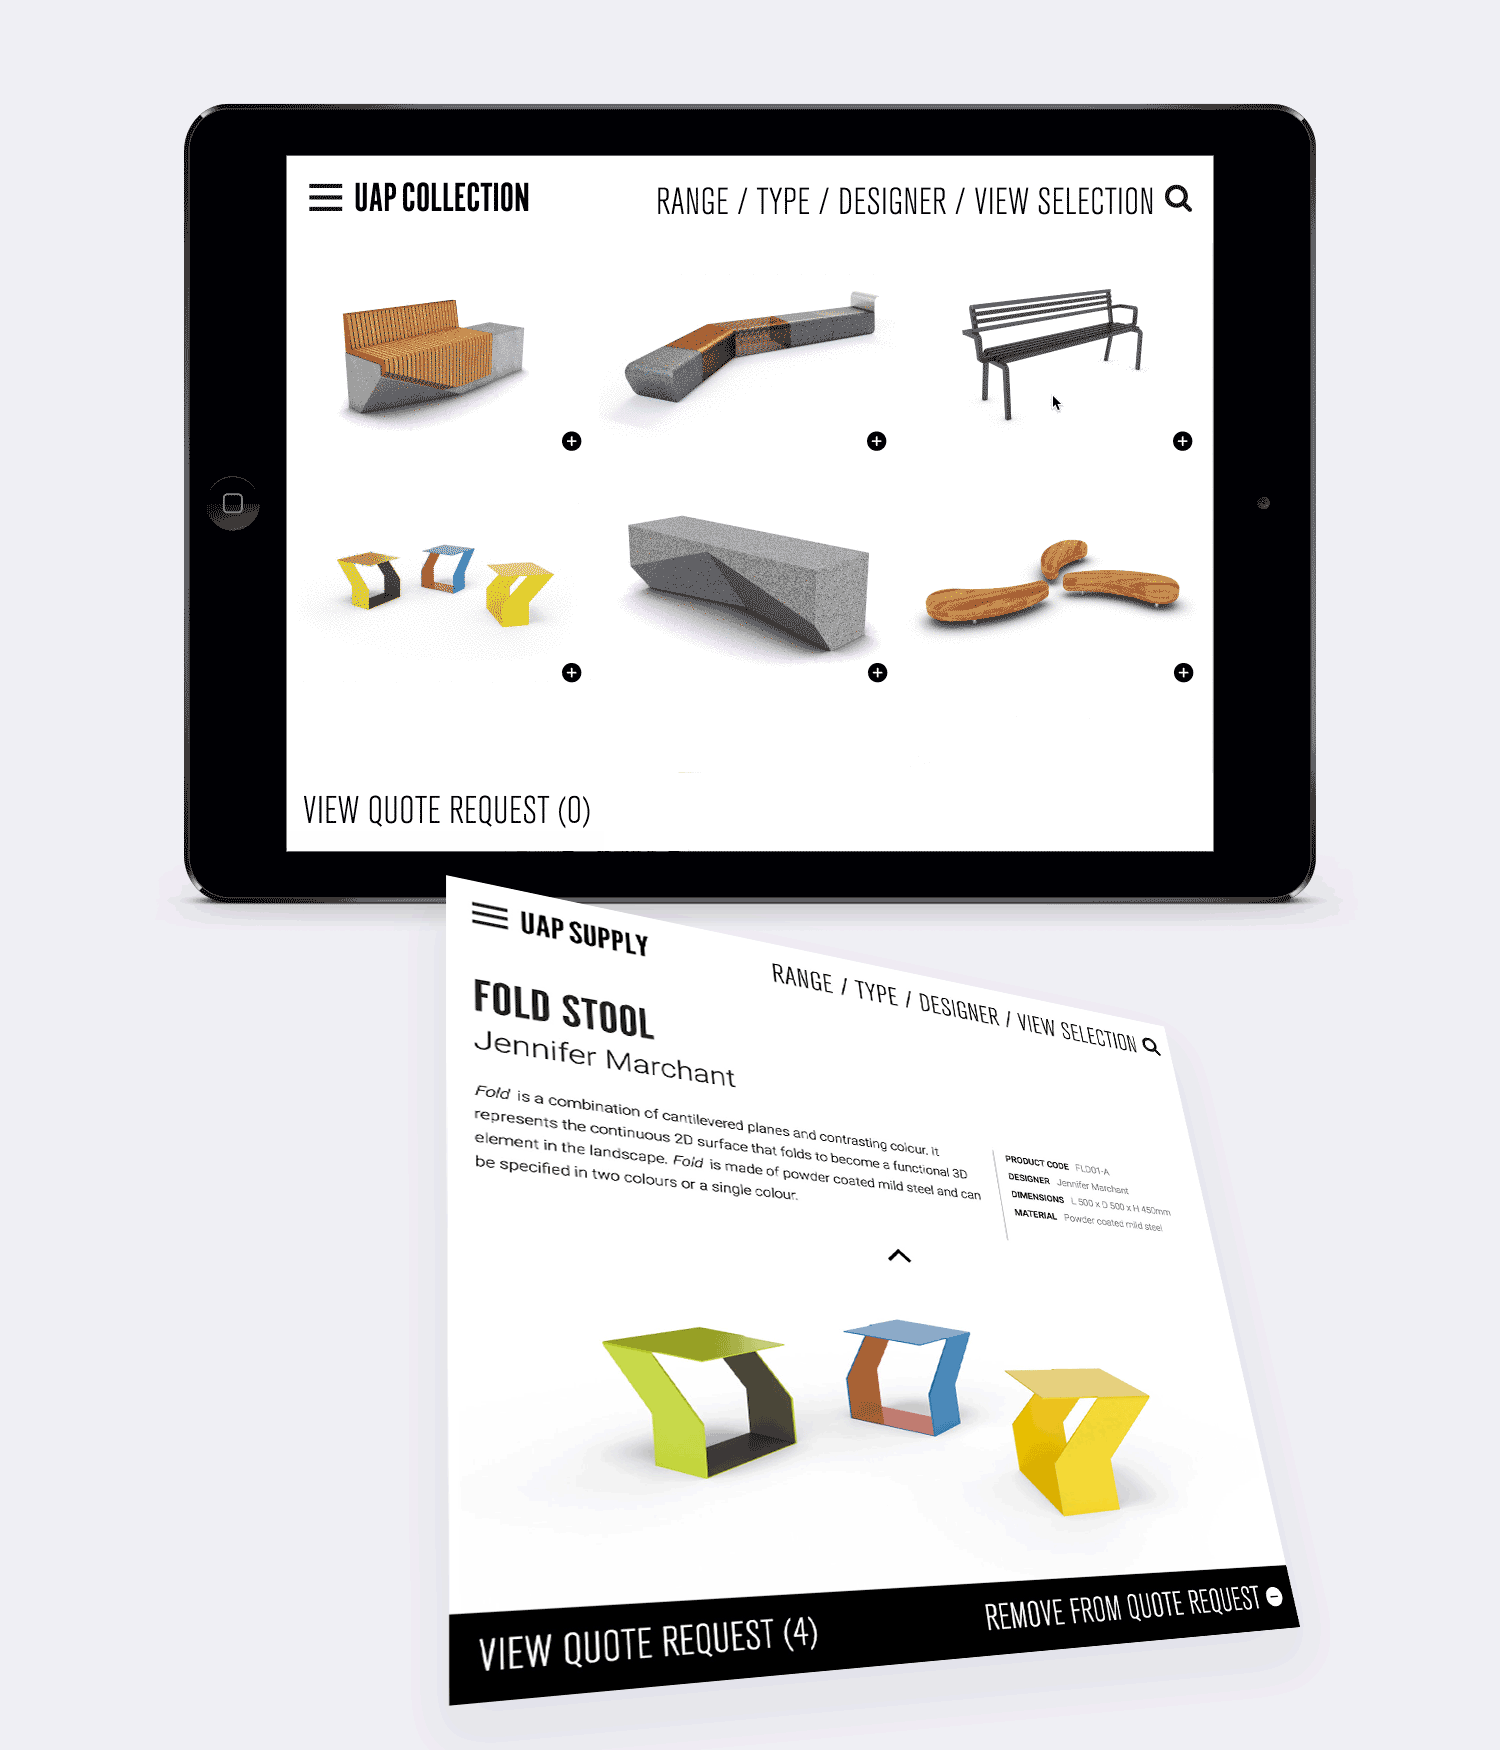 UAP COLLECTION
RANGE / TYPE / DESIGNER / VIEW SELECTION
VIEW QUOTE REQUEST (0)
UAP SUPPLY
RANGE / TYPE / DESIGNER / VIEW SELECTION
FOLD STOOL
Jennifer Marchant
Fold is a combination of cantilevered planes and contrasting colour. It
represents the continuous 2D surface that folds to become a functional 3D
element in the landscape. Fold is made of powder coated mild steel and can
be specified in two colours or a single colour.
PRODUCT CODE FLD01-A
DESIGNER Jennifer Marchant
DIMENSIONS L 500 x D 500 x H 450mm
MATERIAL Powder coated mild steel
VIEW QUOTE REQUEST (4)
REMOVE FROM QUOTE REQUEST